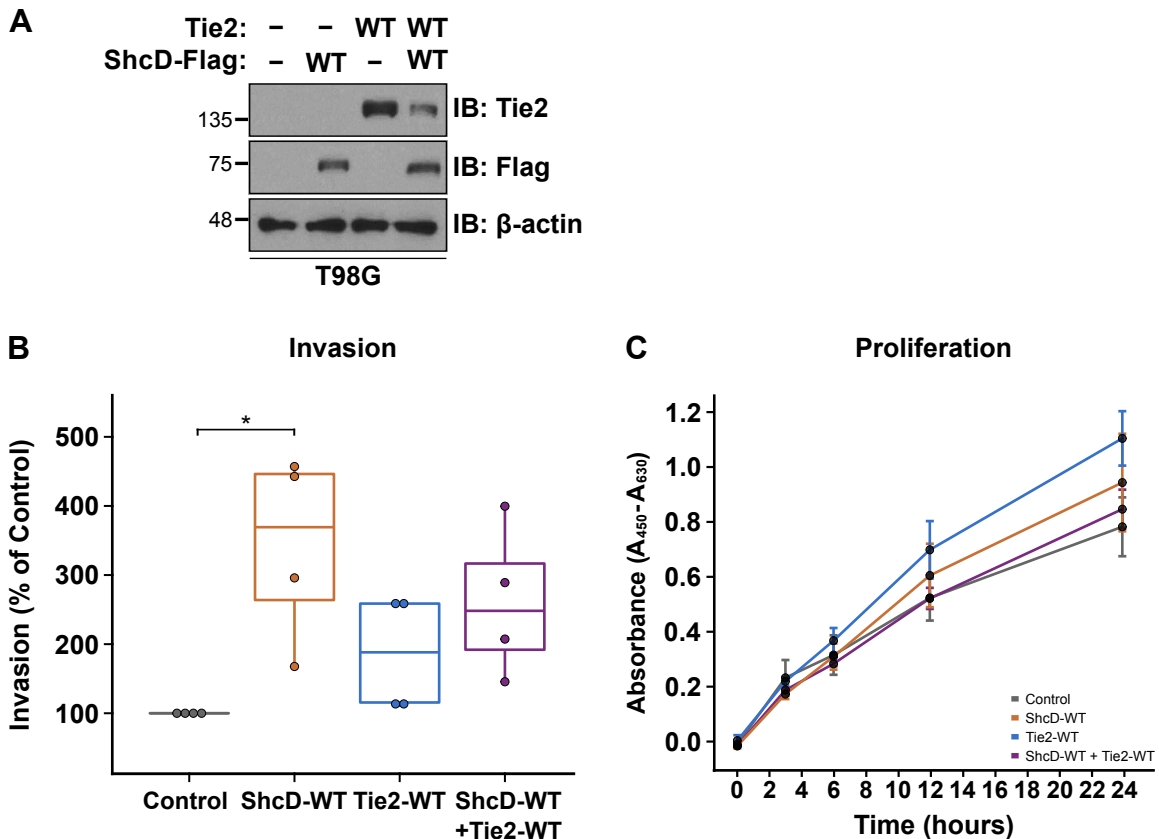 A
Tie2: – – WT WT
ShcD-Flag: – WT – WT
135
IB: Tie2
75
IB: Flag
48
IB: β-actin
T98G
B
Invasion
*
Invasion (% of Control)
500
400
300
200
100
Control
ShcD-WT
Tie2-WT
ShcD-WT
+Tie2-WT
C
Proliferation
Absorbance (A450-A630)
1.2
1.0
0.8
0.6
0.4
0.2
0.0
Control
ShcD-WT
Tie2-WT
ShcD-WT + Tie2-WT
0 2 4 6 8 10 12 14 16 18 20 22 24
Time (hours)